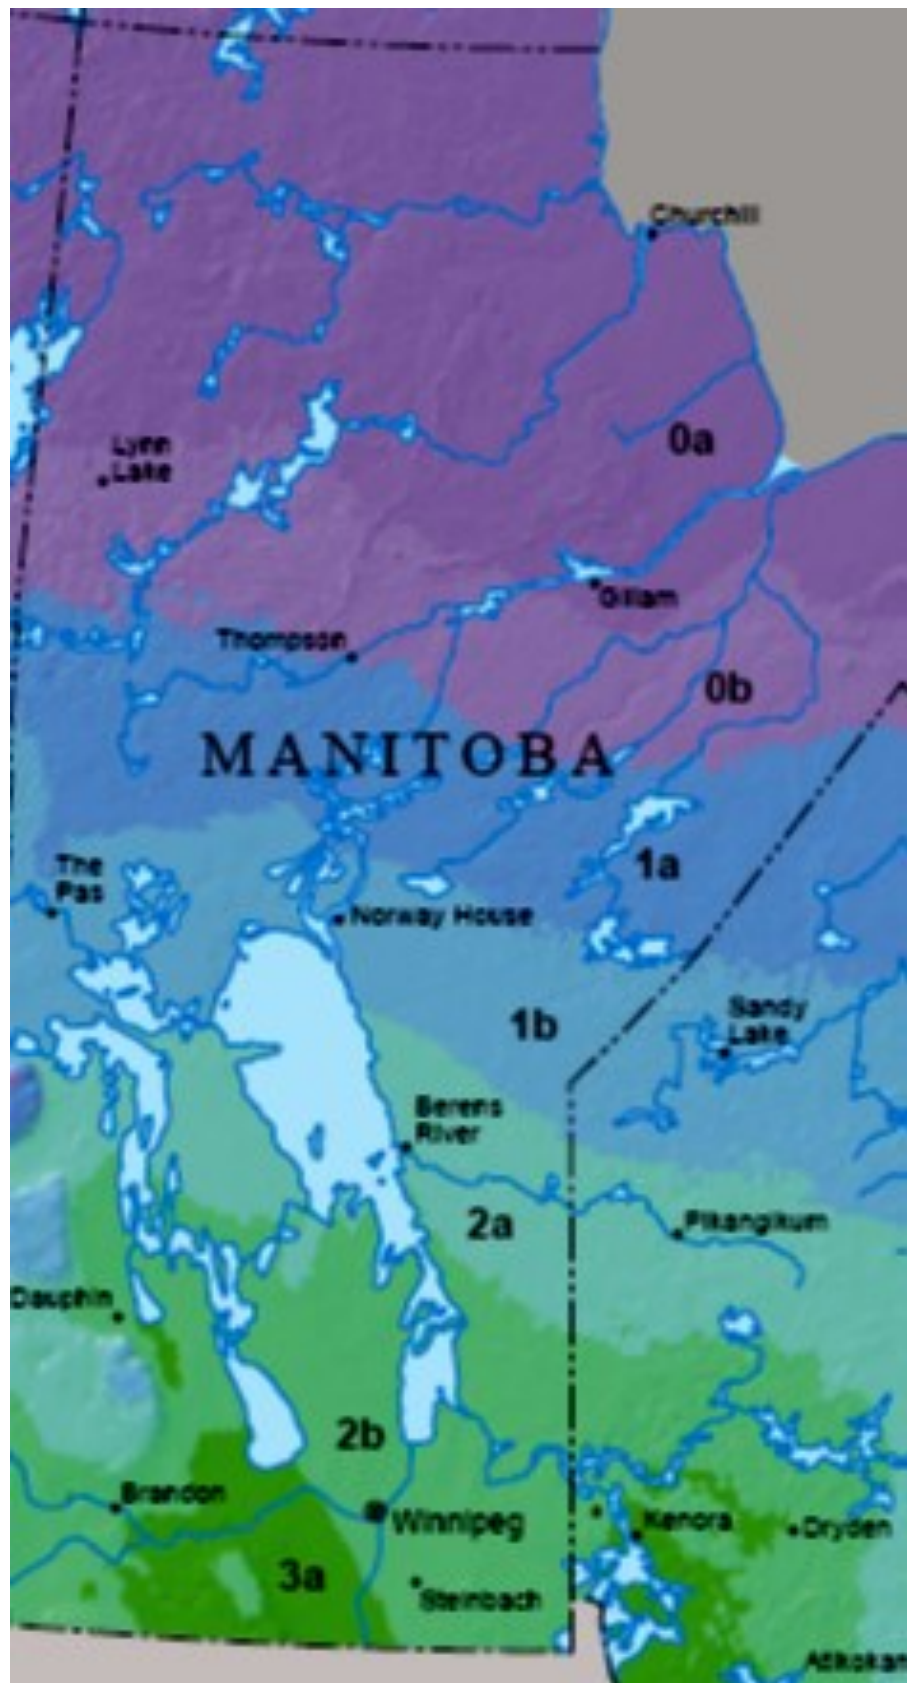 Churchill
0a
Lynn
Lake
Gillam
Thompson
0b
MANITOBA
The
Pas
1a
Norway House
1b
Sandy
Lake
Berens
River
2a
Pikangikum
Dauphin
2b
Brandon
Winnipeg
Kenora
Dryden
3a
Steinbach
Atikokan